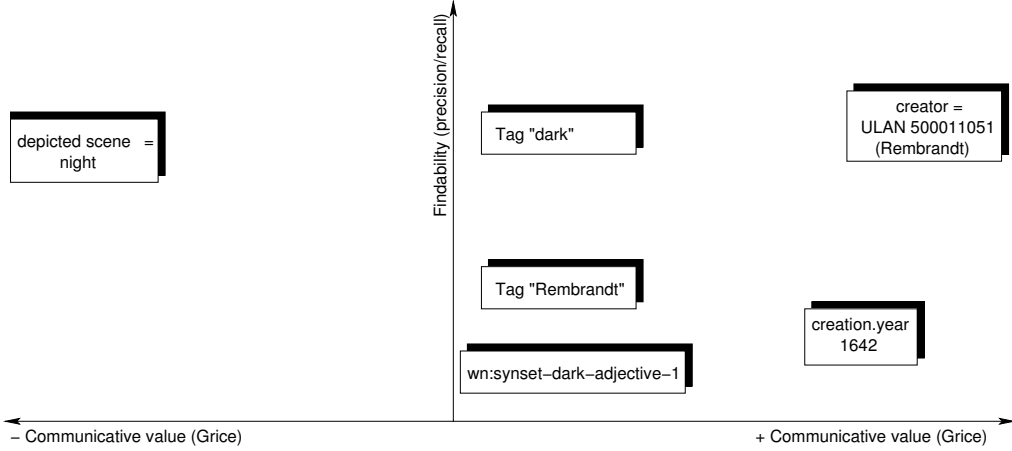 Findability (precision/recall)
depicted scene =
night
Tag "dark"
creator =
ULAN 500011051
(Rembrandt)
Tag "Rembrandt"
creation.year
1642
wn:synset−dark−adjective−1
− Communicative value (Grice)
+ Communicative value (Grice)